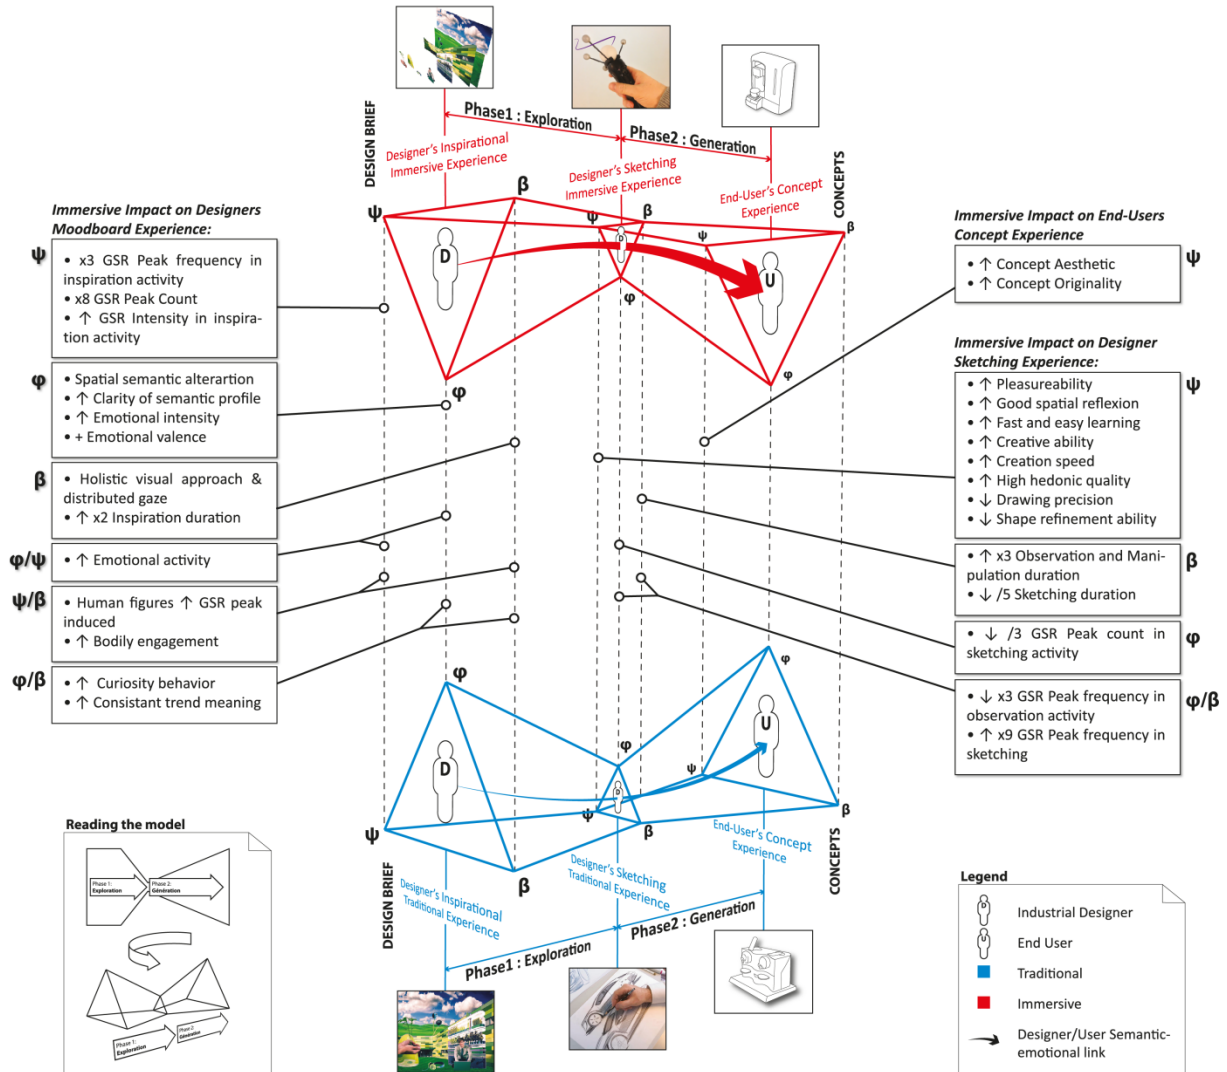 Phase1 : Exploration
Phase2 : Generation
DESIGN BRIEF
Designer's Inspirational
Immersive Experience
Designer's Sketching
Immersive Experience
End-User's Concept
Experience
CONCEPTS
ψ
β
φ
D
ψ
β
φ
D
ψ
β
φ
U
Immersive Impact on Designers
Moodboard Experience:
ψ
• x3 GSR Peak frequency in
inspiration activity
• x8 GSR Peak Count
• ↑ GSR Intensity in inspi-
ration activity
φ
• Spatial semantic alterartion
• ↑ Clarity of semantic profile
• ↑ Emotional intensity
• + Emotional valence
β
• Holistic visual approach &
distributed gaze
• ↑ x2 Inspiration duration
φ/ψ
• ↑ Emotional activity
ψ/β
• Human figures ↑ GSR peak
induced
• ↑ Bodily engagement
φ/β
• ↑ Curiosity behavior
• ↑ Consistant trend meaning
Immersive Impact on End-Users
Concept Experience
ψ
• ↑ Concept Aesthetic
• ↑ Concept Originality
Immersive Impact on Designer
Sketching Experience:
ψ
• ↑ Pleasureability
• ↑ Good spatial reflexion
• ↑ Fast and easy learning
• ↑ Creative ability
• ↑ Creation speed
• ↑ High hedonic quality
• ↓ Drawing precision
• ↓ Shape refinement ability
β
• ↑ x3 Observation and Mani-
pulation duration
• ↓ /5 Sketching duration
φ
• ↓ /3 GSR Peak count in
sketching activity
φ/β
• ↓ x3 GSR Peak frequency in
observation activity
• ↑ x9 GSR Peak frequency in
sketching
φ
D
ψ
β
φ
D
ψ
β
φ
U
ψ
β
DESIGN BRIEF
Designer's Inspirational
Traditional Experience
Designer's Sketching
Traditional Experience
End-User's Concept
Experience
CONCEPTS
Phase1 : Exploration
Phase2 : Generation
Reading the model
Phase 1:
Exploration
Phase 2:
Génération
Phase 1:
Exploration
Phase 2:
Génération
Legend
D
Industrial Designer
U
End User
Traditional
Immersive
Designer/User Semantic-
emotional link